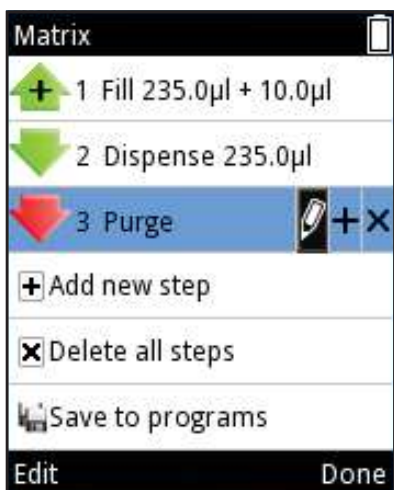 Matrix
1 Fill 235.0µl + 10.0µl
2 Dispense 235.0µl
3 Purge
Add new step
Delete all steps
Save to programs
Edit Done